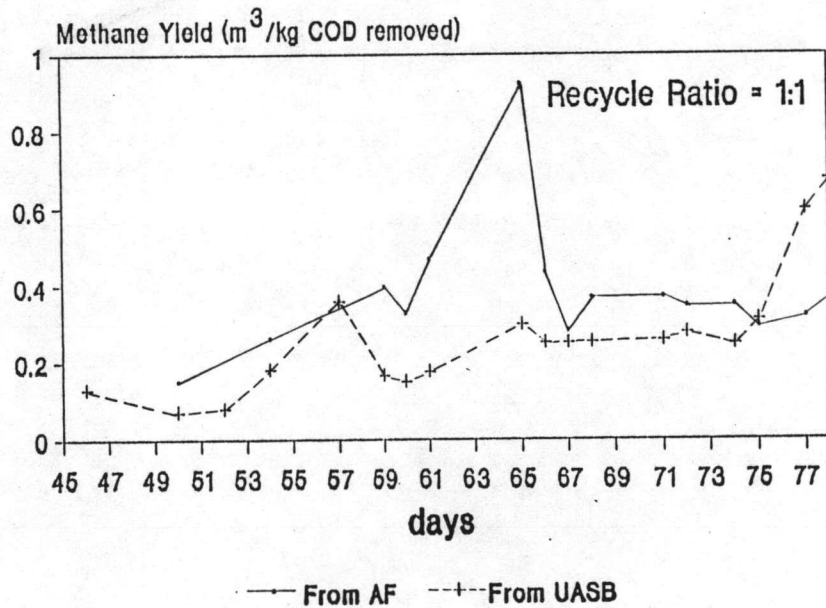 Methane Yield (m³/kg COD removed)
1
Recycle Ratio = 1:1
0.8
0.6
0.4
0.2
0
45 47 49 51 53 55 57 59 61 63 65 67 69 71 73 75 77
days
From AF From UASB